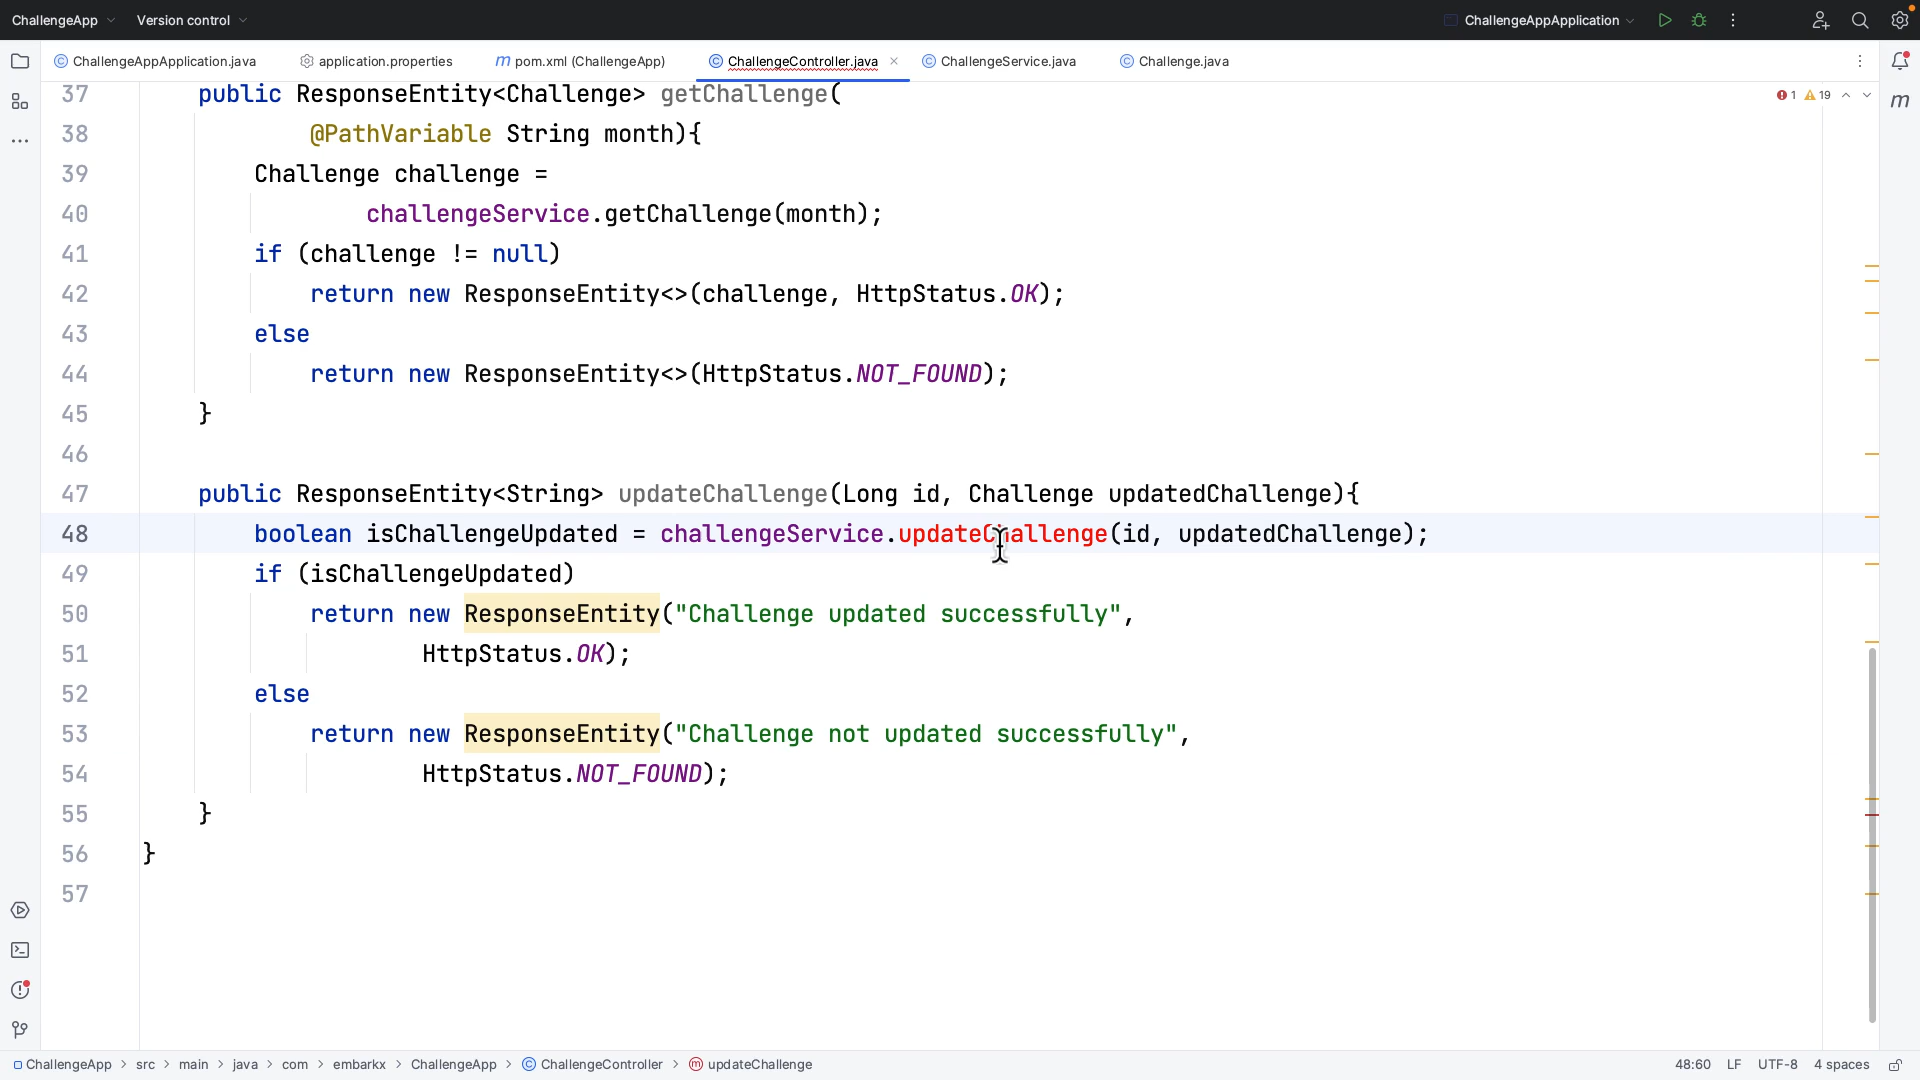 ChallengeApp Version control ChallengeAppApplication
ChallengeAppApplication.java application.properties m pom.xml (ChallengeApp) ChallengeController.java ChallengeService.java Challenge.java
37 public ResponseEntity<Challenge> getChallenge( 1 19
38 @PathVariable String month){
39 Challenge challenge =
40 challengeService.getChallenge(month);
41 if (challenge != null)
42 return new ResponseEntity<>(challenge, HttpStatus.OK);
43 else
44 return new ResponseEntity<>(HttpStatus.NOT_FOUND);
45 }
46
47 public ResponseEntity<String> updateChallenge(Long id, Challenge updatedChallenge){
48 boolean isChallengeUpdated = challengeService.updateChallenge(id, updatedChallenge);
49 if (isChallengeUpdated)
50 return new ResponseEntity("Challenge updated successfully",
51 HttpStatus.OK);
52 else
53 return new ResponseEntity("Challenge not updated successfully",
54 HttpStatus.NOT_FOUND);
55 }
56 }
57
ChallengeApp > src > main > java > com > embarkx > ChallengeApp > ChallengeController > updateChallenge 48:60 LF UTF-8 4 spaces